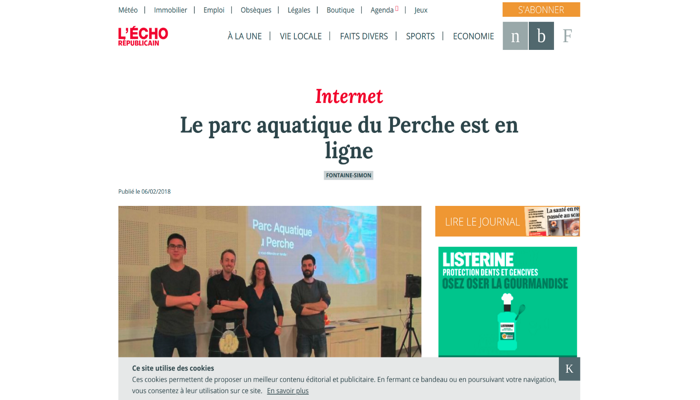 Météo | Immobilier | Emploi | Obsèques | Légales | Boutique | Agenda | Jeux
S'ABONNER
L'ÉCHO
RÉPUBLICAIN
À LA UNE | VIE LOCALE | FAITS DIVERS | SPORTS | ECONOMIE
n b F
Internet
Le parc aquatique du Perche est en
ligne
FONTAINE-SIMON
Publié le 06/02/2018
Parc Aquatique
u Perche
LIRE LE JOURNAL
La santé en
passée au sca
LISTERINE
PROTECTION DENTS ET GENCIVES
OSEZ OSER LA GOURMANDISE
LISTERINE
Ce site utilise des cookies
Ces cookies permettent de proposer un meilleur contenu éditorial et publicitaire. En fermant ce bandeau ou en poursuivant votre navigation,
vous consentez à leur utilisation sur ce site. En savoir plus
K